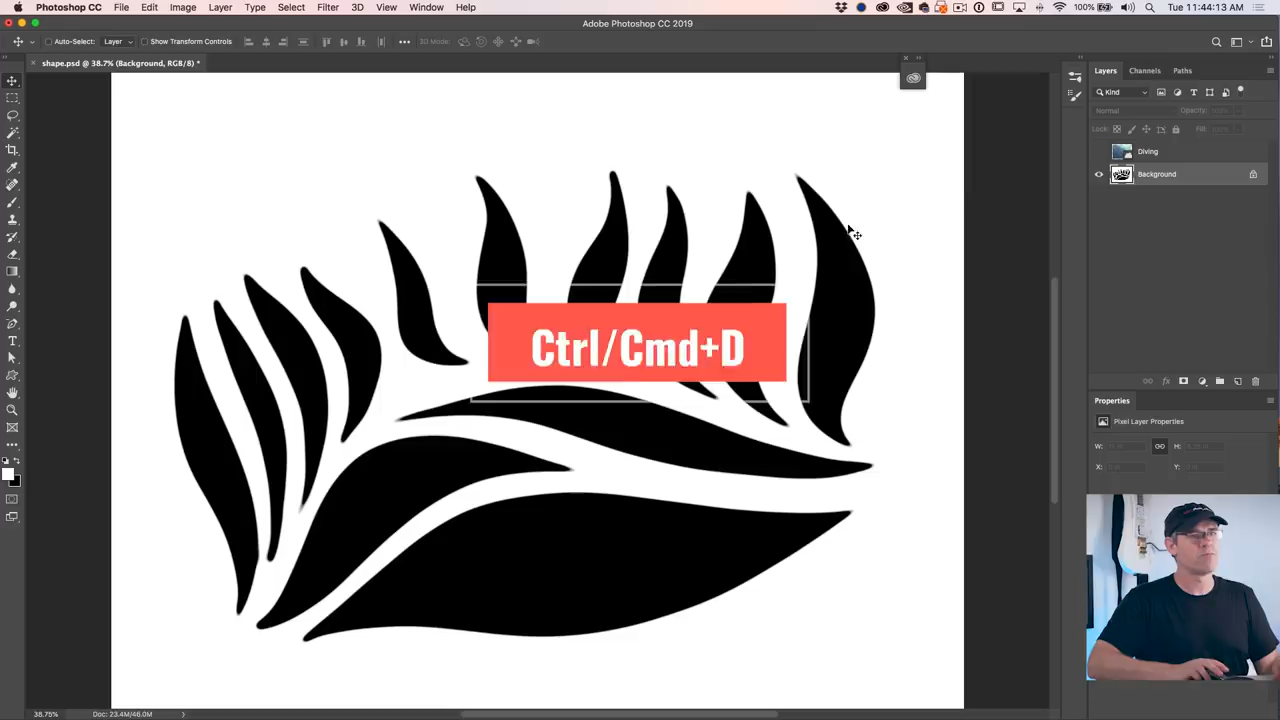 Photoshop CC File Edit Image Layer Type Select Filter 3D View Window Help 100% Tue 11:44:13 AM
Adobe Photoshop CC 2019
Auto-Select: Layer Show Transform Controls 3D Mode:
shape.psd @ 38.7% (Background, RGB/8) *
Layers Channels Paths
Kind
Normal Opacity:
Lock: Fill:
Diving
Background
Ctrl/Cmd+D
Properties
Pixel Layer Properties
W: H:
X: Y:
38.75% Doc: 23.4M/46.0M